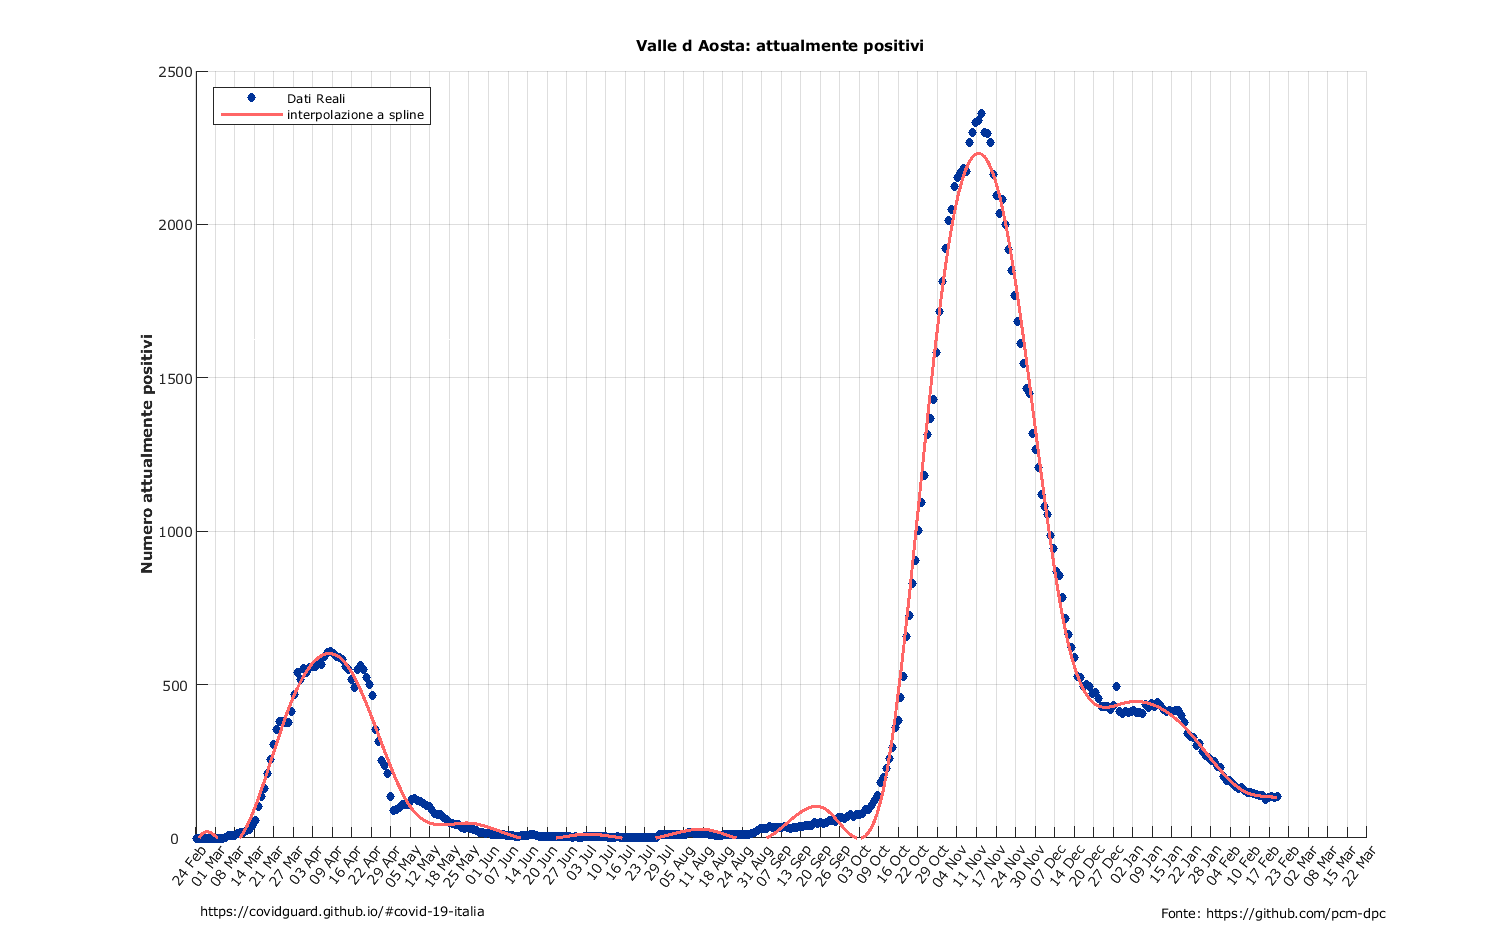 Valle d Aosta: attualmente positivi
Dati Reali
interpolazione a spline
Numero attualmente positivi
2500
2000
1500
1000
500
0
24 Feb
01 Mar
08 Mar
14 Mar
21 Mar
27 Mar
03 Apr
09 Apr
16 Apr
22 Apr
29 Apr
05 May
12 May
18 May
25 May
01 Jun
07 Jun
14 Jun
20 Jun
27 Jun
03 Jul
10 Jul
16 Jul
23 Jul
29 Jul
05 Aug
11 Aug
18 Aug
24 Aug
31 Aug
07 Sep
13 Sep
20 Sep
26 Sep
03 Oct
09 Oct
16 Oct
22 Oct
29 Oct
04 Nov
11 Nov
17 Nov
24 Nov
30 Dec
07 Dec
14 Dec
20 Dec
27 Dec
02 Jan
09 Jan
15 Jan
22 Jan
28 Jan
04 Feb
10 Feb
17 Feb
23 Feb
02 Mar
08 Mar
15 Mar
22 Mar
https://covidguard.github.io/#covid-19-italia
Fonte: https://github.com/pcm-dpc